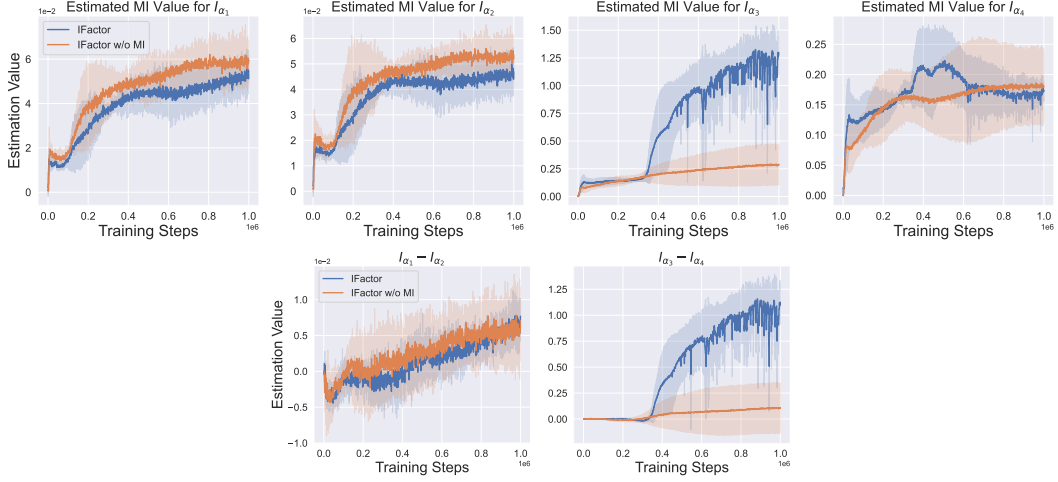 Estimated MI Value for I_{α_1}
1e−2
IFactor
IFactor w/o MI
Estimation Value
6
4
2
0
0.0 0.2 0.4 0.6 0.8 1.0
1e6
Training Steps
Estimated MI Value for I_{α_2}
1e−2
6
5
4
3
2
1
0
0.0 0.2 0.4 0.6 0.8 1.0
1e6
Training Steps
Estimated MI Value for I_{α_3}
1.50
1.25
1.00
0.75
0.50
0.25
0.00
0.0 0.2 0.4 0.6 0.8 1.0
1e6
Training Steps
Estimated MI Value for I_{α_4}
0.25
0.20
0.15
0.10
0.05
0.00
0.0 0.2 0.4 0.6 0.8 1.0
1e6
Training Steps
I_{α_1} − I_{α_2}
1e−2
IFactor
IFactor w/o MI
Estimation Value
1.0
0.5
0.0
−0.5
−1.0
0.0 0.2 0.4 0.6 0.8 1.0
1e6
Training Steps
I_{α_3} − I_{α_4}
1.25
1.00
0.75
0.50
0.25
0.00
0.0 0.2 0.4 0.6 0.8 1.0
1e6
Training Steps